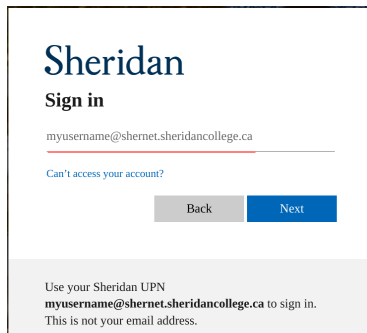 Sheridan
Sign in
myusername@shernet.sheridancollege.ca
Can't access your account?
Back
Next
Use your Sheridan UPN
myusername@shernet.sheridancollege.ca to sign in.
This is not your email address.